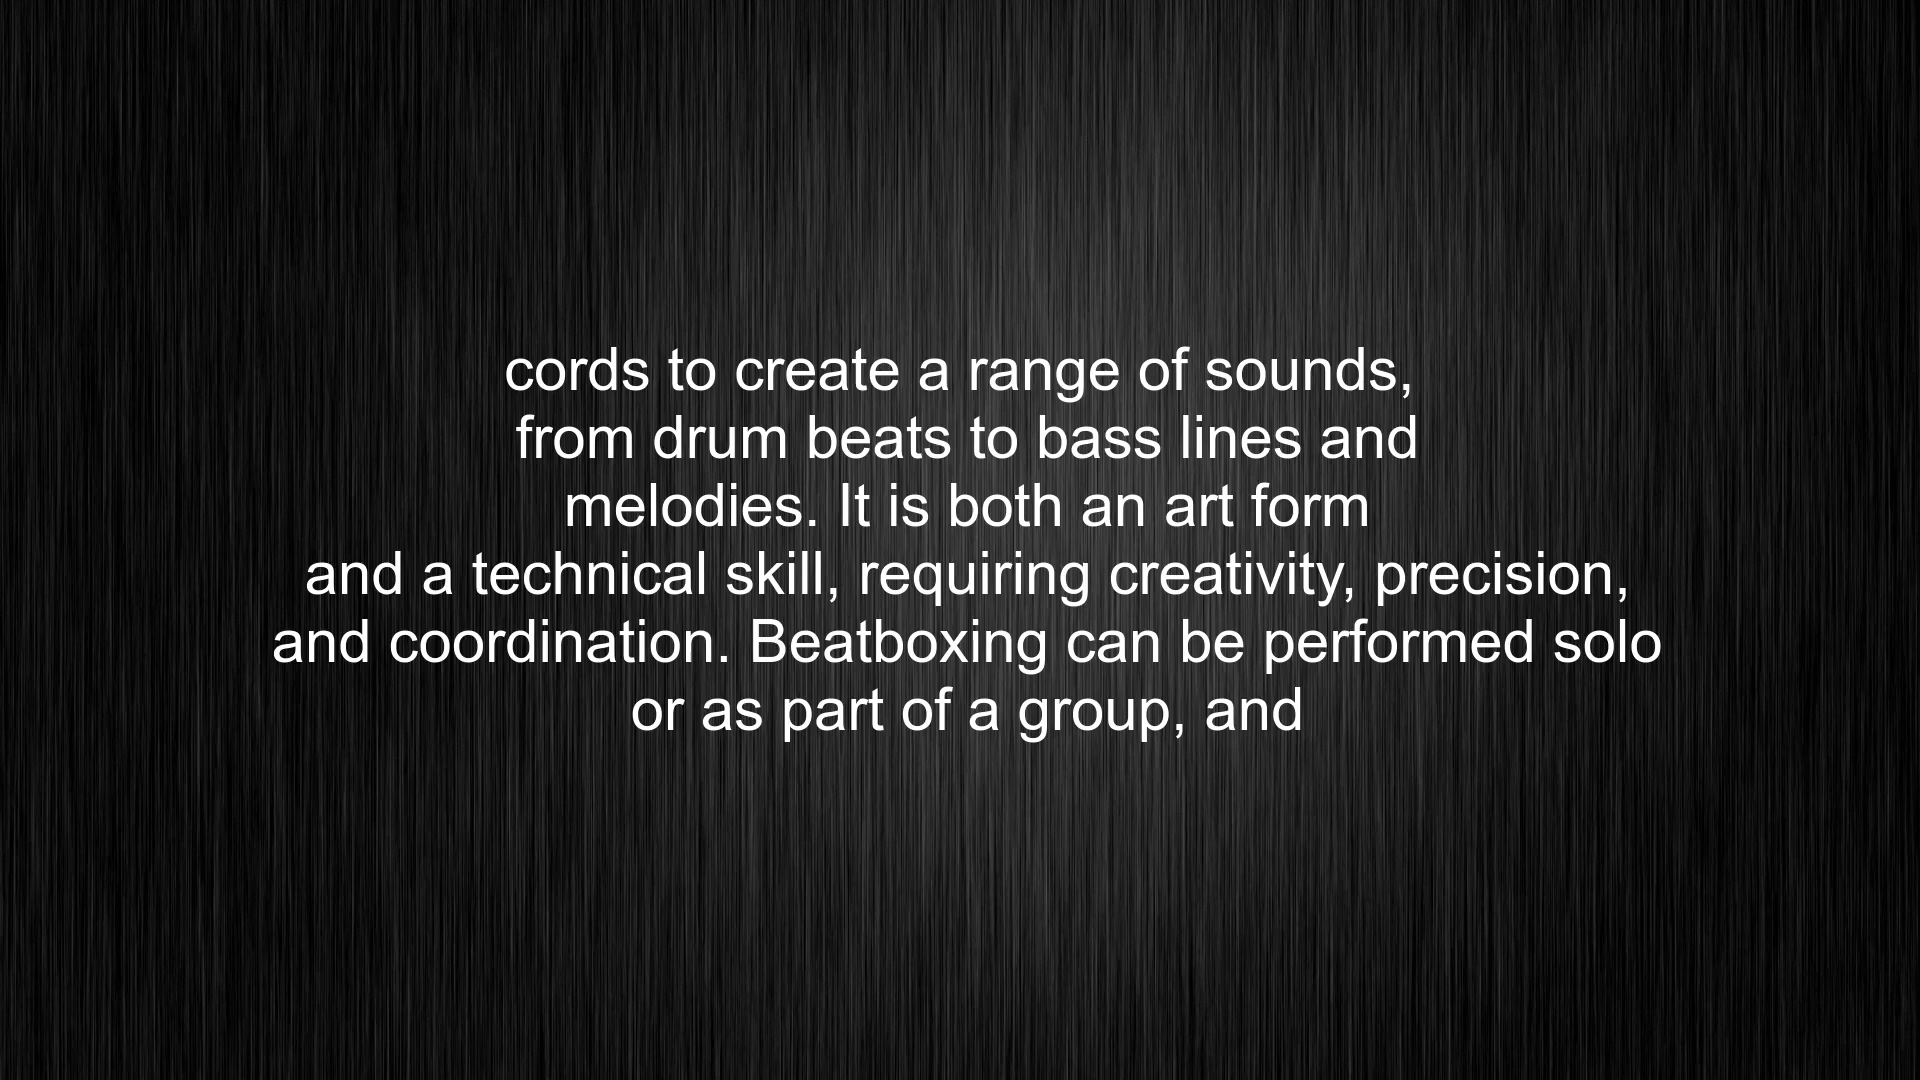 cords to create a range of sounds,
from drum beats to bass lines and
melodies. It is both an art form
and a technical skill, requiring creativity, precision,
and coordination. Beatboxing can be performed solo
or as part of a group, and